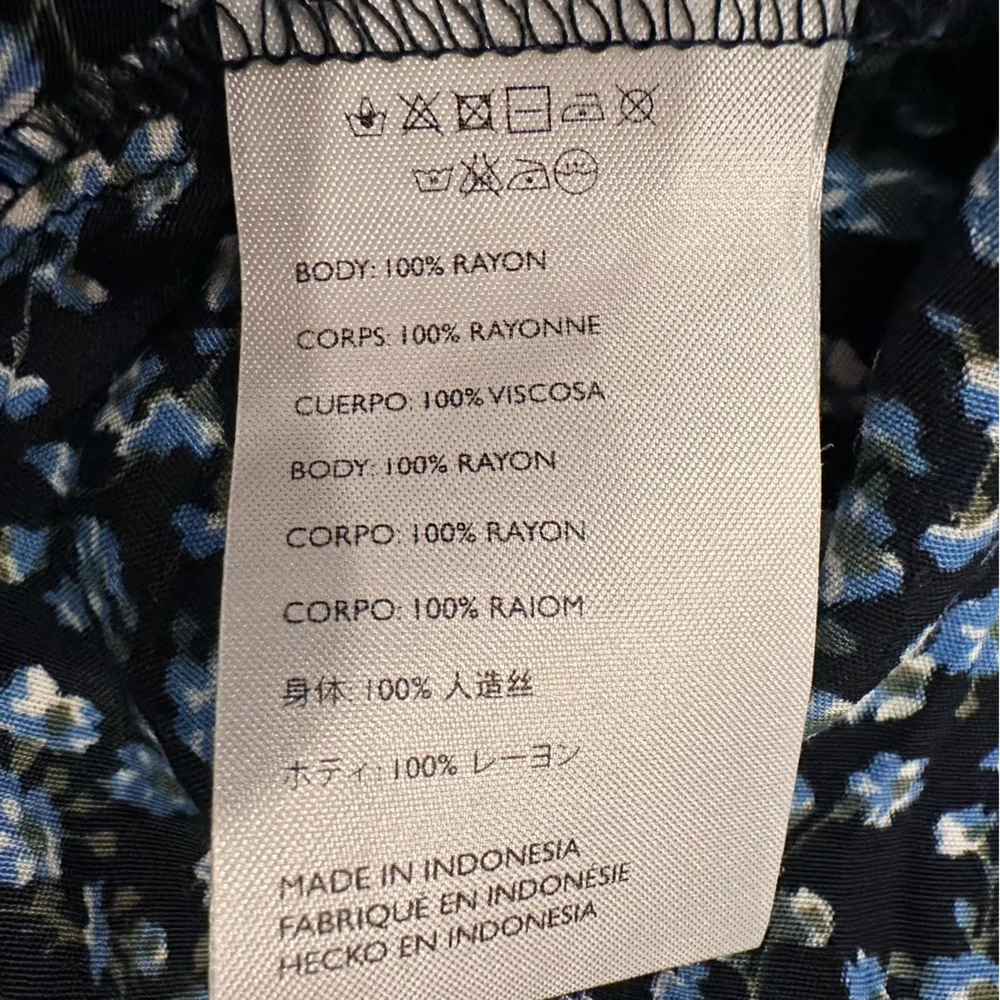 BODY: 100% RAYON
CORPS: 100% RAYONNE
CUERPO: 100% VISCOSA
BODY: 100% RAYON
CORPO: 100% RAYON
CORPO: 100% RAIOM
身体: 100% 人造丝
ホティ: 100% レーヨン
MADE IN INDONESIA
FABRIQUÉ EN INDONÉSIE
HECKO EN INDONESIA